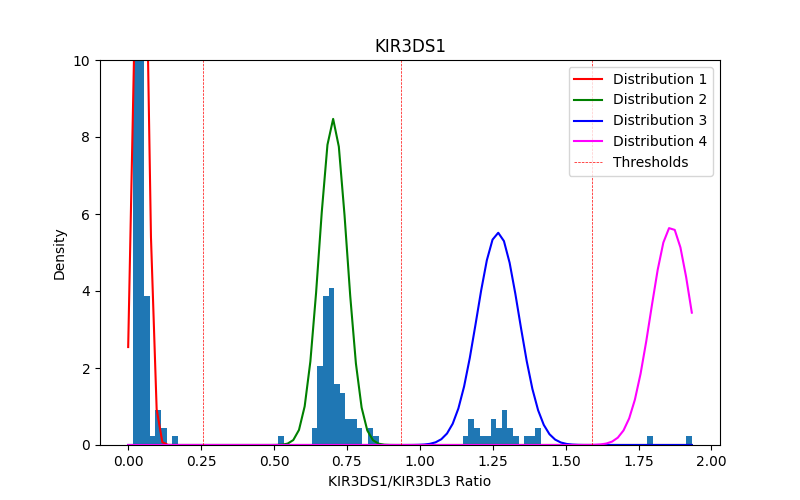 KIR3DS1
10
8
6
4
2
0
Density
Distribution 1
Distribution 2
Distribution 3
Distribution 4
Thresholds
0.00 0.25 0.50 0.75 1.00 1.25 1.50 1.75 2.00
KIR3DS1/KIR3DL3 Ratio